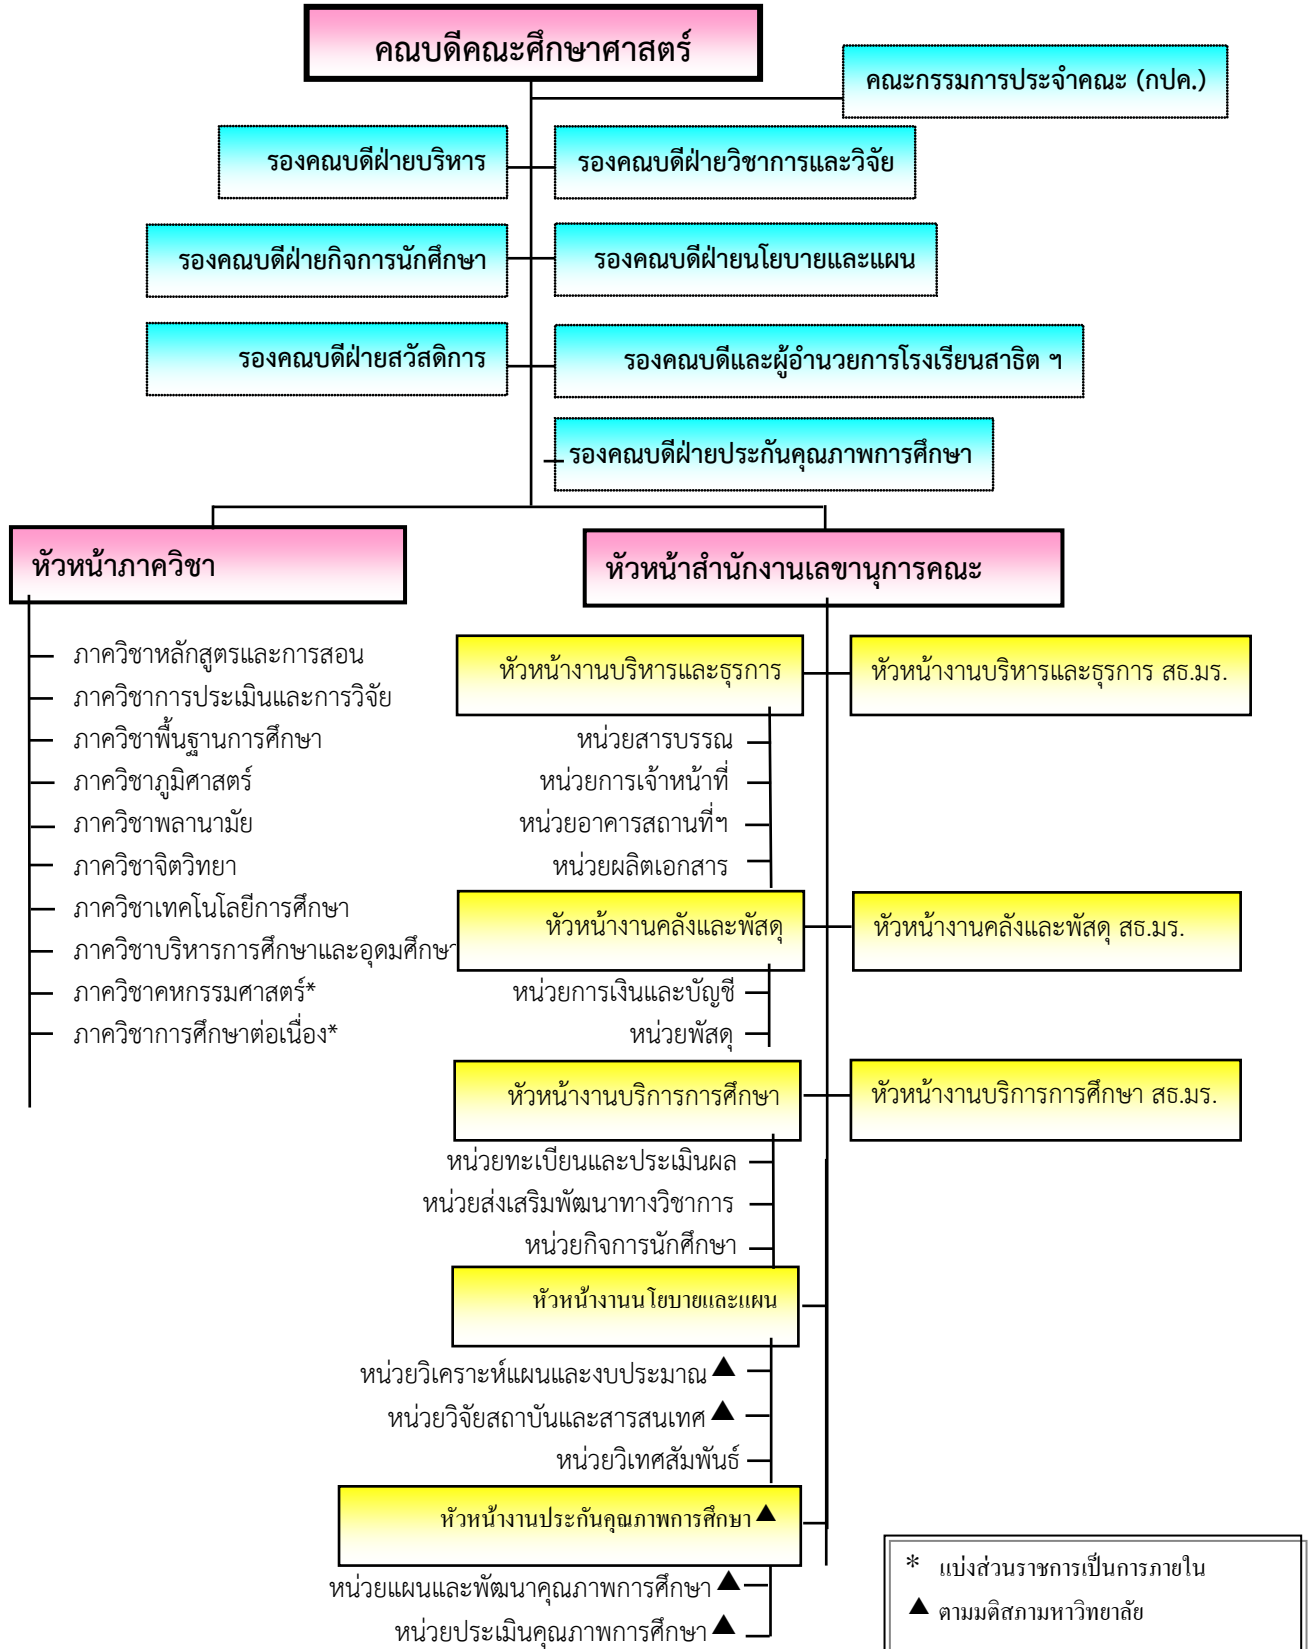 คณบดีคณะศึกษาศาสตร์
คณะกรรมการประจำคณะ (กปค.)
รองคณบดีฝ่ายบริหาร
รองคณบดีฝ่ายวิชาการและวิจัย
รองคณบดีฝ่ายกิจการนักศึกษา
รองคณบดีฝ่ายนโยบายและแผน
รองคณบดีฝ่ายสวัสดิการ
รองคณบดีและผู้อำนวยการโรงเรียนสาธิต ฯ
รองคณบดีฝ่ายประกันคุณภาพการศึกษา
หัวหน้าภาควิชา
ภาควิชาหลักสูตรและการสอน
ภาควิชาการประเมินและการวิจัย
ภาควิชาพื้นฐานการศึกษา
ภาควิชาภูมิศาสตร์
ภาควิชาพลานามัย
ภาควิชาจิตวิทยา
ภาควิชาเทคโนโลยีการศึกษา
ภาควิชาบริหารการศึกษาและอุดมศึกษา
ภาควิชาคหกรรมศาสตร์*
ภาควิชาการศึกษาต่อเนื่อง*
หัวหน้าสำนักงานเลขานุการคณะ
หัวหน้างานบริหารและธุรการ
หัวหน้างานบริหารและธุรการ สธ.มร.
หน่วยสารบรรณ
หน่วยการเจ้าหน้าที่
หน่วยอาคารสถานที่ฯ
หน่วยผลิตเอกสาร
หัวหน้างานคลังและพัสดุ
หัวหน้างานคลังและพัสดุ สธ.มร.
หน่วยการเงินและบัญชี
หน่วยพัสดุ
หัวหน้างานบริการการศึกษา
หัวหน้างานบริการการศึกษา สธ.มร.
หน่วยทะเบียนและประเมินผล
หน่วยส่งเสริมพัฒนาทางวิชาการ
หน่วยกิจการนักศึกษา
หัวหน้างานนโยบายและแผน
หน่วยวิเคราะห์แผนและงบประมาณ ▲
หน่วยวิจัยสถาบันและสารสนเทศ ▲
หน่วยวิเทศสัมพันธ์
หัวหน้างานประกันคุณภาพการศึกษา ▲
หน่วยแผนและพัฒนาคุณภาพการศึกษา ▲
หน่วยประเมินคุณภาพการศึกษา ▲
* แบ่งส่วนราชการเป็นการภายใน
▲ ตามมติสภามหาวิทยาลัย